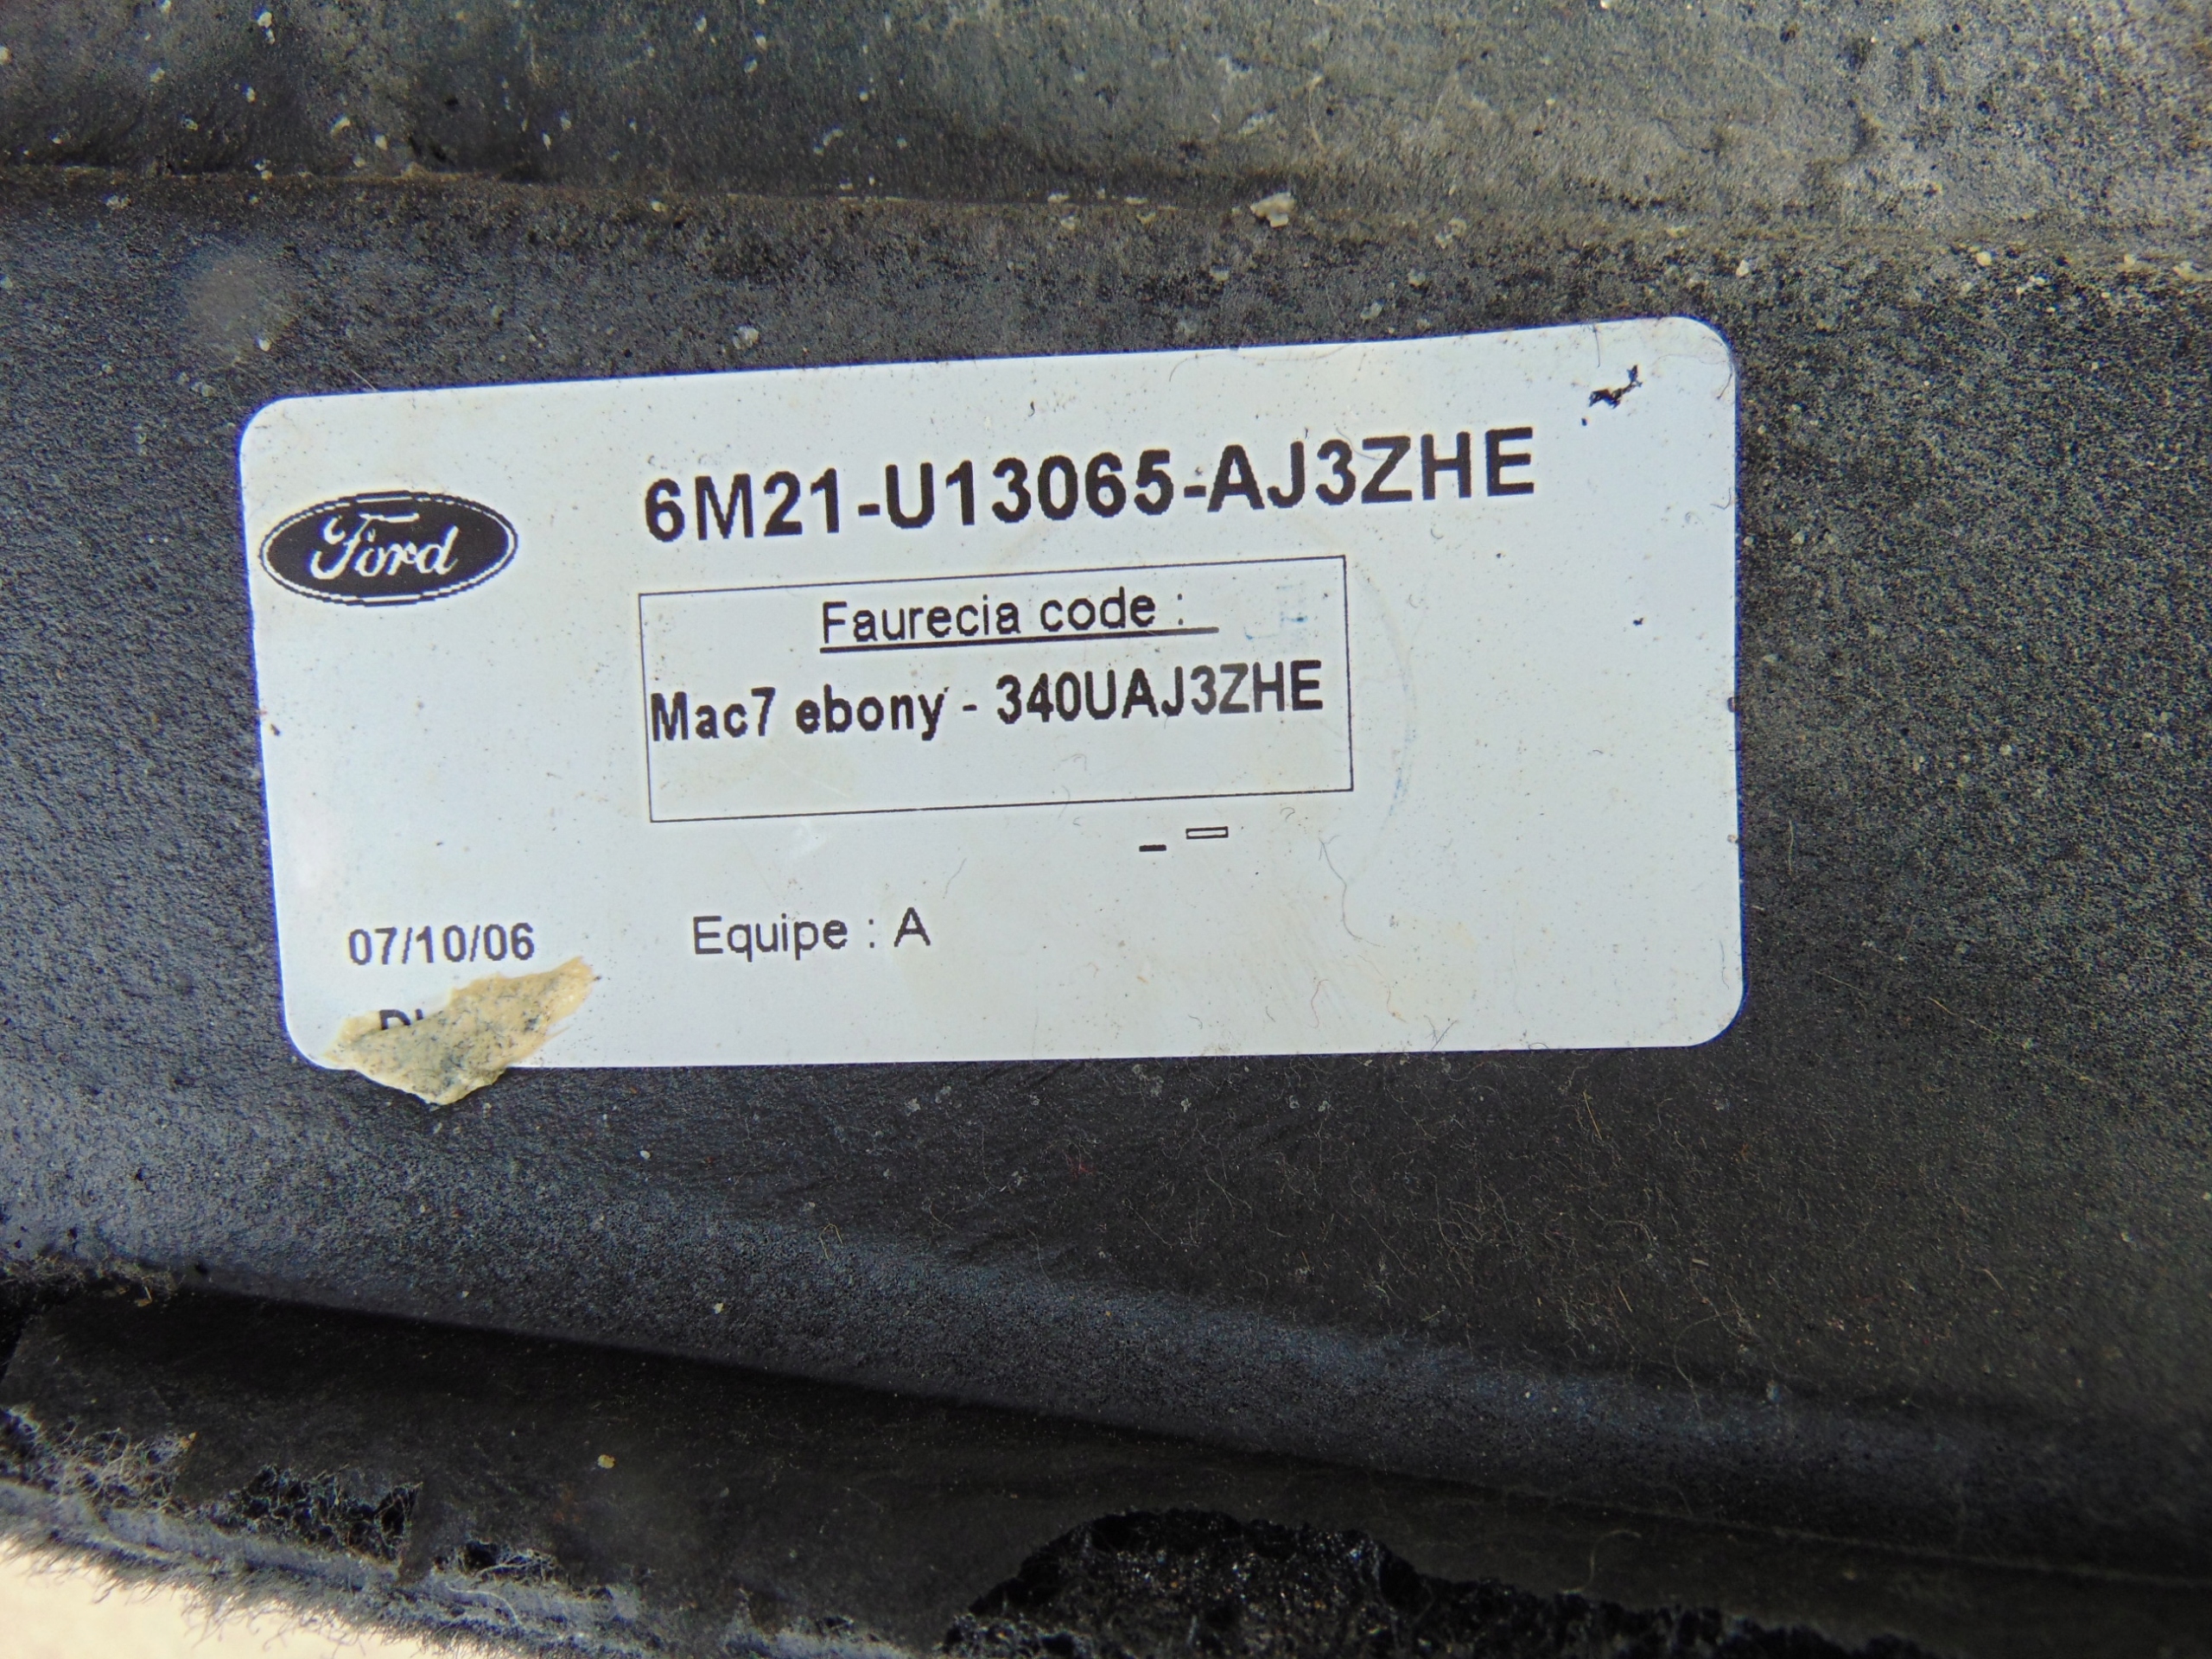 6M21-U13065-AJ3ZHE
Ford
Faurecia code :
Mac7 ebony - 340UAJ3ZHE
07/10/06 Equipe : A